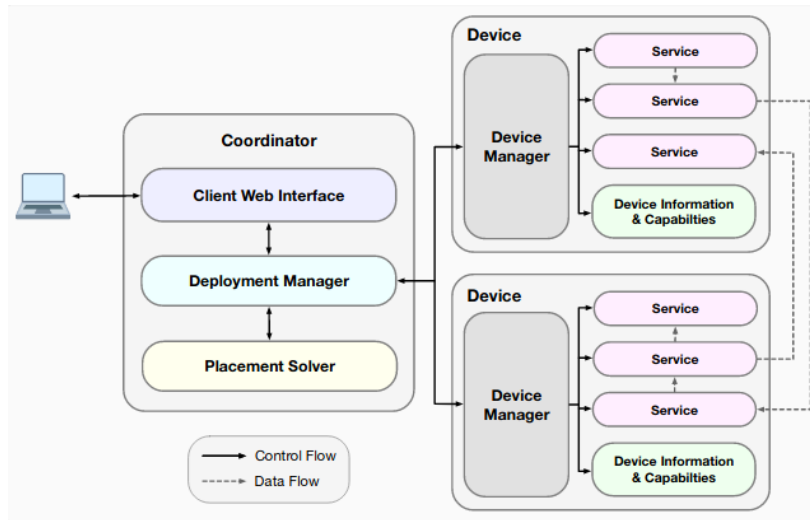 Coordinator
Client Web Interface
Deployment Manager
Placement Solver
Control Flow
Data Flow
Device
Device
Manager
Service
Service
Service
Device Information
& Capabilties
Device
Device
Manager
Service
Service
Service
Device Information
& Capabilties